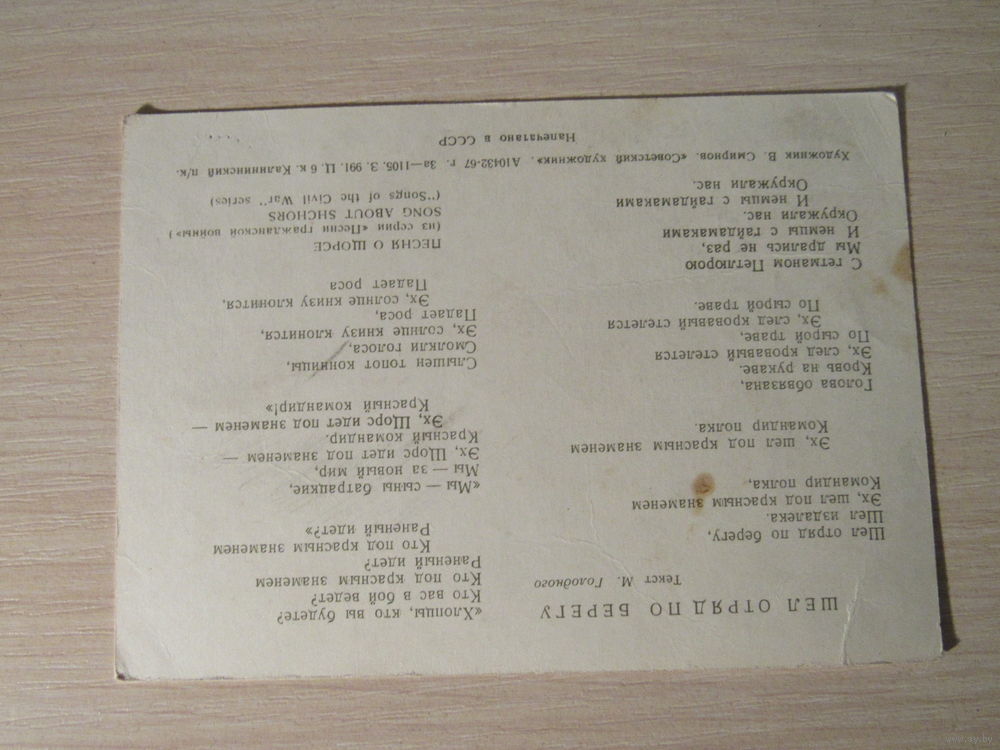 ШЕЛ ОТРЯД ПО БЕРЕГУ
Текст М. Голодного
Шел отряд по берегу,
Шел издалека.
Эх, шел под красным знаменем
Командир полка,
Эх, шел под красным знаменем
Командир полка.
Голова обвязана,
Кровь на рукаве.
Эх, след кровавый стелется
По сырой траве,
Эх, след кровавый стелется
По сырой траве.
С гетманом Петлюрою
Мы дрались не раз,
И немцы с гайдамаками
Окружали нас.
И немцы с гайдамаками
Окружали нас.
«Хлопцы, кто вы будете?
Кто вас в бой ведет?
Кто под красным знаменем
Раненый идет?
Кто под красным знаменем
Раненый идет?»
«Мы — сыны батрацкие,
Мы — за новый мир,
Эх, Щорс идет под знаменем —
Красный командир.
Эх, Щорс идет под знаменем —
Красный командир!»
Слышен топот конницы,
Смолкли голоса,
Эх, солнце книзу клонится,
Падает роса,
Эх, солнце книзу клонится,
Падает роса
ПЕСНЯ О ЩОРСЕ
(из серии «Песни гражданской войны»)
SONG ABOUT SHCHORS
("Songs of the Civil War" series)
Художник В. Смирнов. «Советский художник». А10432-67 г. За—1105. З. 991. Ц. 6 к. Калининский п/к.
Напечатано в СССР
www.ay.by